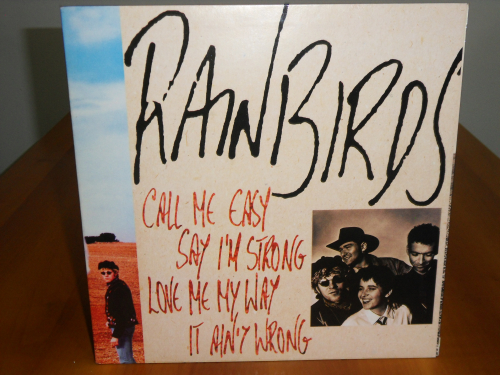 RAINBIRDS
CALL ME EASY
SAY I'M STRONG
LOVE ME MY WAY
IT AIN'T WRONG